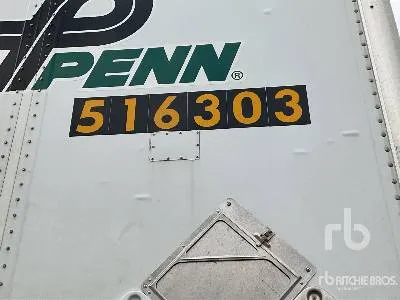 PENN®
516303
rb
RITCHIE BROS.